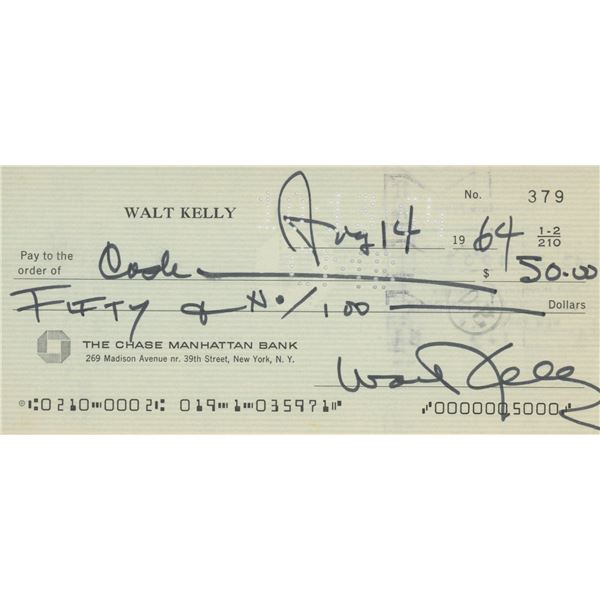 No. 379
WALT KELLY
Aug 14 1964 1-2/210
Pay to the order of Cash $50.00
FIFTY & No/100 Dollars
THE CHASE MANHATTAN BANK
269 Madison Avenue nr. 39th Street, New York, N. Y.
Walt Kelly
⑆0210⑉0002⑆ 019⑉1⑉035971⑈ ⑇0000005000⑇